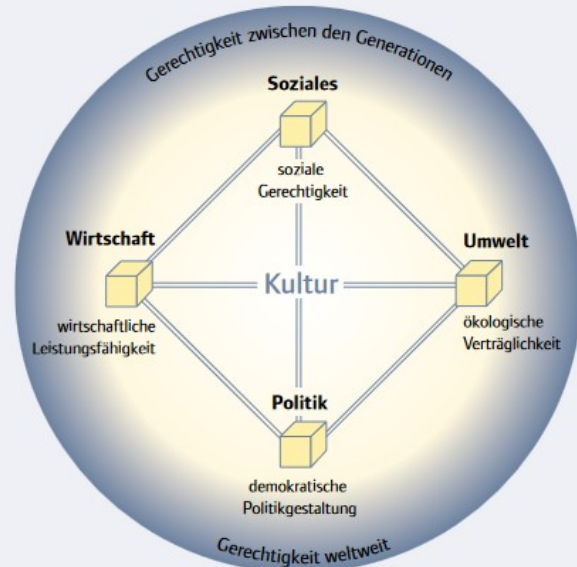 Gerechtigkeit zwischen den Generationen
Soziales
soziale
Gerechtigkeit
Wirtschaft
wirtschaftliche
Leistungsfähigkeit
Kultur
Umwelt
ökologische
Verträglichkeit
Politik
demokratische
Politikgestaltung
Gerechtigkeit weltweit